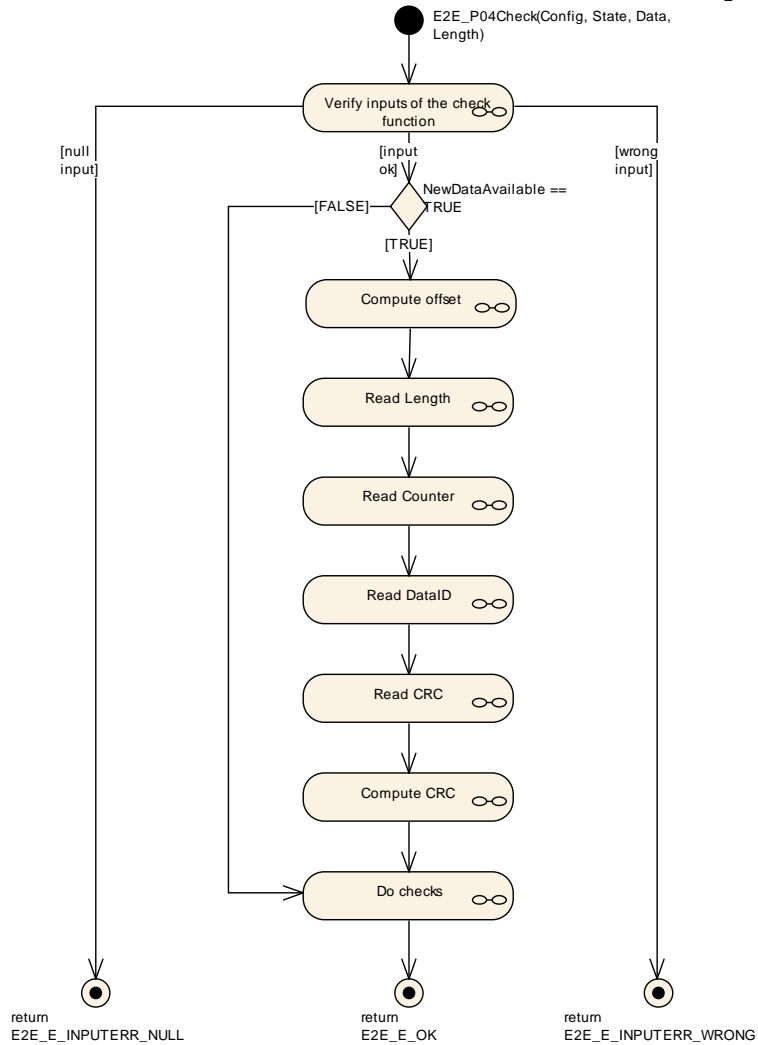 E2E_P04Check(Config, State, Data,
Length)
Verify inputs of the check
function
[null
input]
[input
ok]
[wrong
input]
NewDataAvailable ==
TRUE
[FALSE]
[TRUE]
Compute offset
Read Length
Read Counter
Read DataID
Read CRC
Compute CRC
Do checks
return
E2E_E_INPUTERR_NULL
return
E2E_E_OK
return
E2E_E_INPUTERR_WRONG